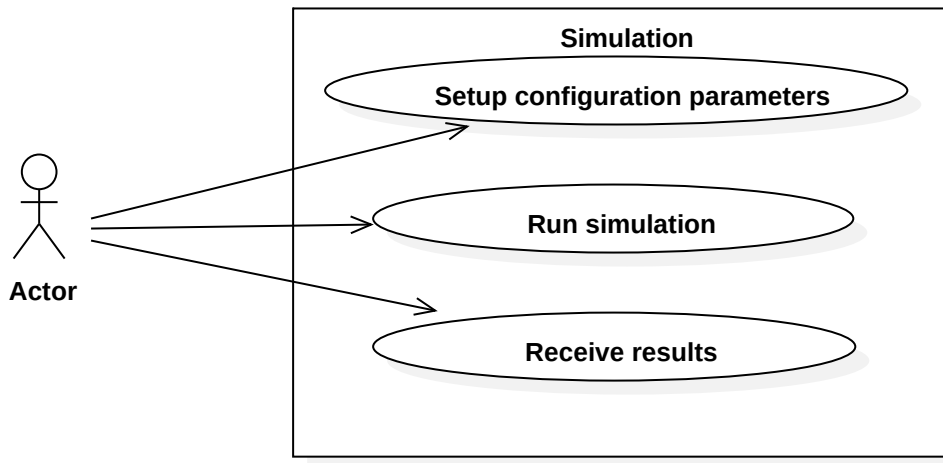 Simulation
Setup configuration parameters
Run simulation
Actor
Receive results